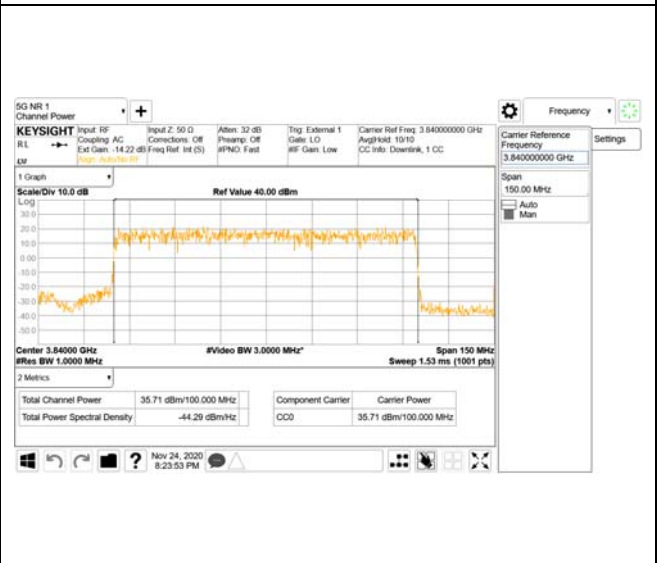 5G NR 1
Channel Power
Frequency
KEYSIGHT Input: RF Input Z: 50 Ω Atten: 32 dB Trig: External 1 Carrier Ref Freq: 3.840000000 GHz
RL Coupling: AC Corrections: Off Preamp: Off Gate: LO Avg|Hold: 10/10
Ext Gain: -14.22 dB Freq Ref: Int (S) #PNO: Fast #IF Gain: Low CC Info: Downlink, 1 CC
Align: Auto/No RF
Carrier Reference Frequency
3.840000000 GHz
Settings
Span
150.00 MHz
Auto
Man
1 Graph
Scale/Div 10.0 dB Ref Value 40.00 dBm
Log
30.0
20.0
10.0
0.00
-10.0
-20.0
-30.0
-40.0
-50.0
Center 3.84000 GHz #Video BW 3.0000 MHz* Span 150 MHz
#Res BW 1.0000 MHz Sweep 1.53 ms (1001 pts)
2 Metrics
Total Channel Power 35.71 dBm/100.000 MHz Component Carrier Carrier Power
Total Power Spectral Density -44.29 dBm/Hz CC0 35.71 dBm/100.000 MHz
Nov 24, 2020
8:23:53 PM